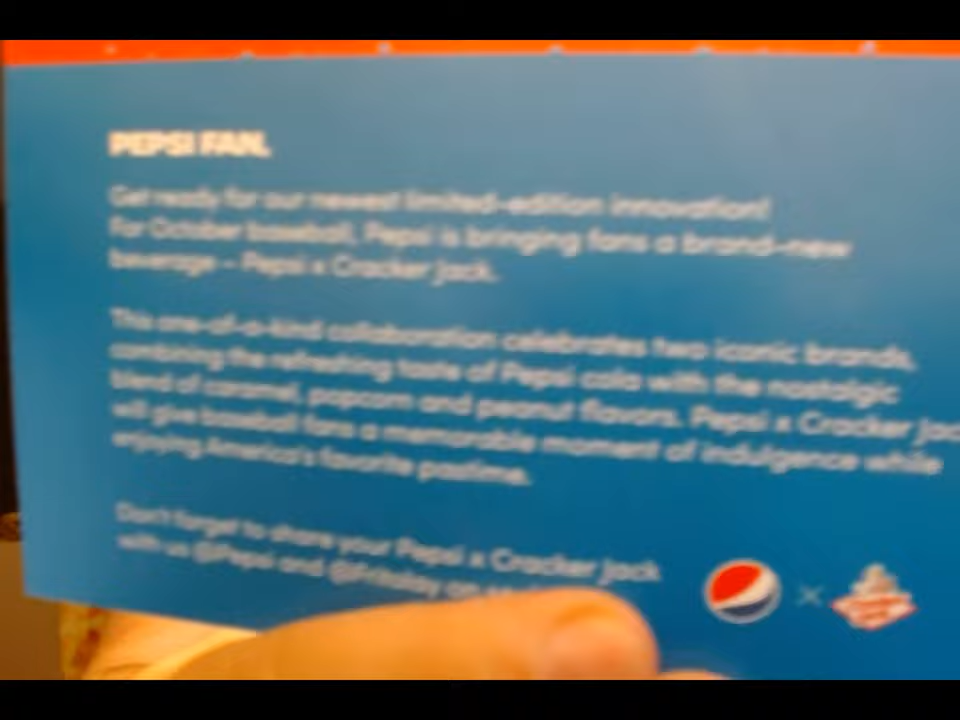 PEPSI FAN,
Get ready for our newest limited-edition innovation!
For October baseball, Pepsi is bringing fans a brand-new
beverage – Pepsi x Cracker Jack.
This one-of-a-kind collaboration celebrates two iconic brands,
combining the refreshing taste of Pepsi cola with the nostalgic
blend of caramel, popcorn and peanut flavors. Pepsi x Cracker Jac
will give baseball fans a memorable moment of indulgence while
enjoying America's favorite pastime.
Don't forget to share your Pepsi x Cracker Jack
with us @Pepsi and @Fritolay on
x